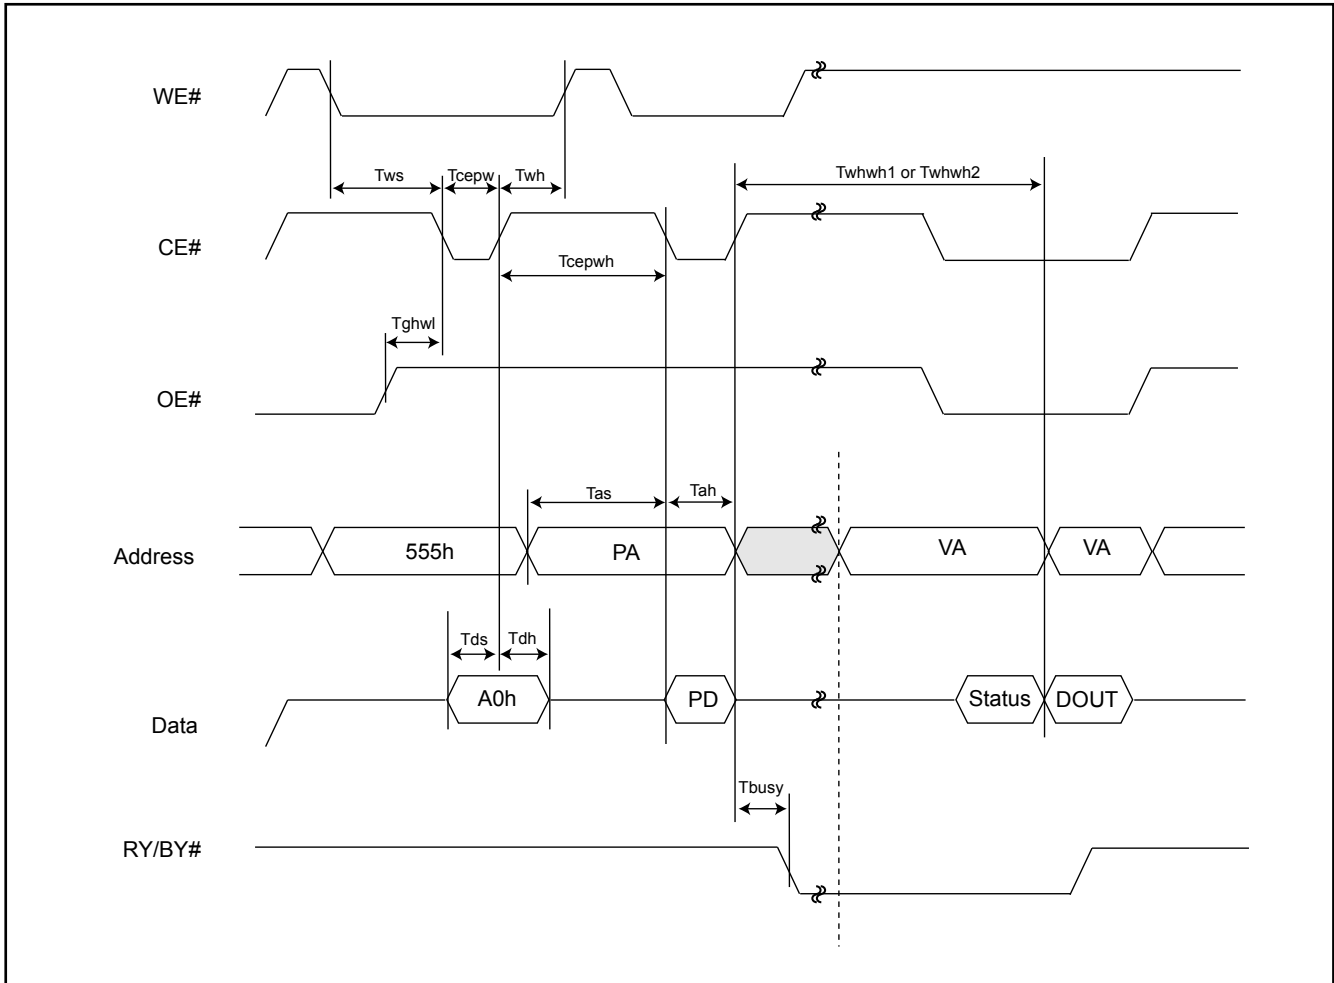 WE#
Tws
Tcepw
Twh
Twhwh1 or Twhwh2
CE#
Tcepwh
Tghwl
OE#
Tas
Tah
Address
555h
PA
VA
VA
Tds
Tdh
Data
A0h
PD
Status
DOUT
Tbusy
RY/BY#